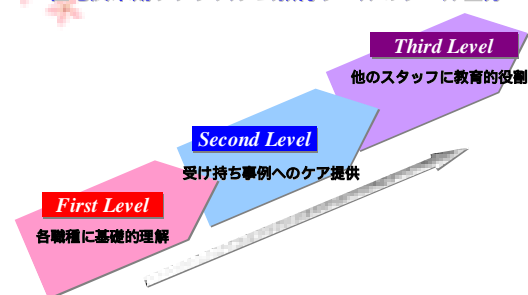 Third Level
他のスタッフに教育的役割
Second Level
受け持ち事例へのケア提供
First Level
各職種に基礎的理解